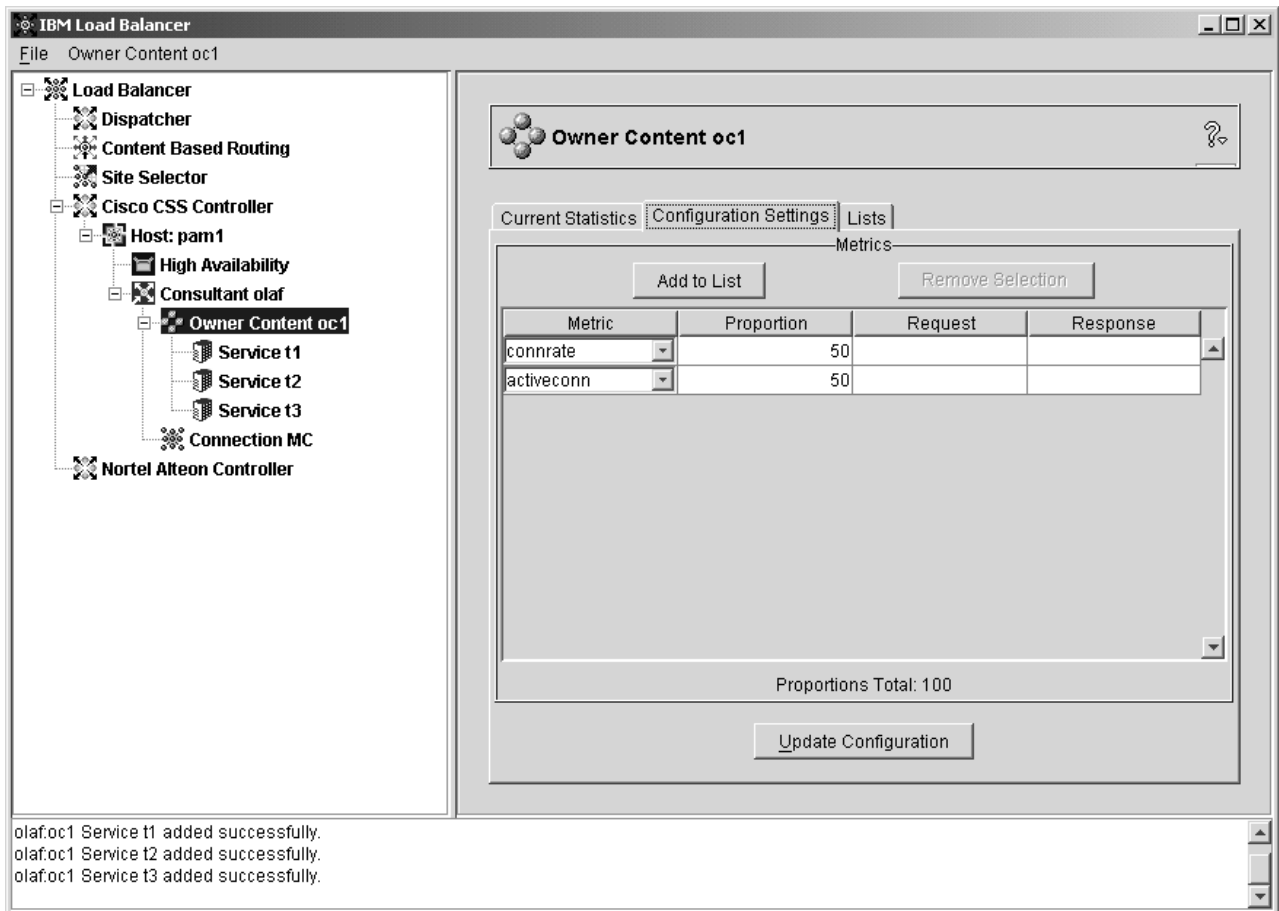 IBM Load Balancer
File Owner Content oc1
Load Balancer
Dispatcher
Content Based Routing
Site Selector
Cisco CSS Controller
Host: pam1
High Availability
Consultant olaf
Owner Content oc1
Service t1
Service t2
Service t3
Connection MC
Nortel Alteon Controller
Owner Content oc1
Current Statistics Configuration Settings Lists
Metrics
Add to List Remove Selection
Metric Proportion Request Response
connrate 50
activeconn 50
Proportions Total: 100
Update Configuration
olaf:oc1 Service t1 added successfully.
olaf:oc1 Service t2 added successfully.
olaf:oc1 Service t3 added successfully.